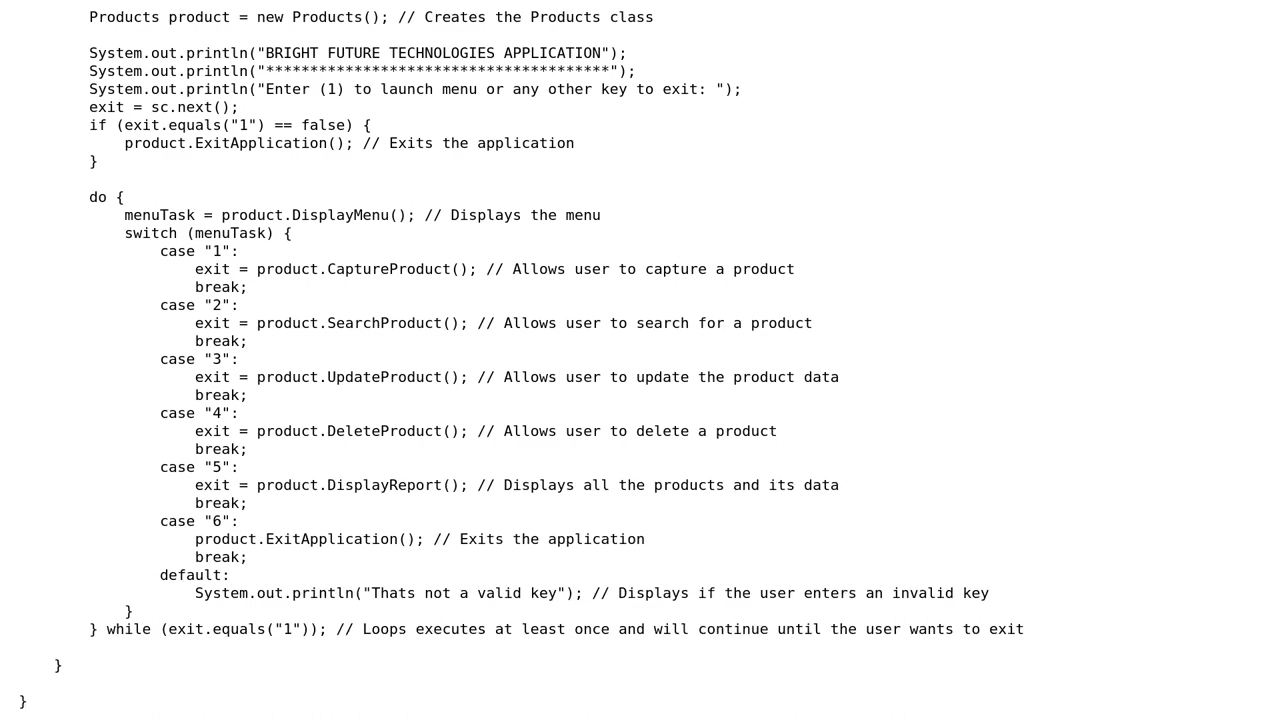 Products product = new Products(); // Creates the Products class
System.out.println("BRIGHT FUTURE TECHNOLOGIES APPLICATION");
System.out.println("***************************************");
System.out.println("Enter (1) to launch menu or any other key to exit: ");
exit = sc.next();
if (exit.equals("1") == false) {
product.ExitApplication(); // Exits the application
}
do {
menuTask = product.DisplayMenu(); // Displays the menu
switch (menuTask) {
case "1":
exit = product.CaptureProduct(); // Allows user to capture a product
break;
case "2":
exit = product.SearchProduct(); // Allows user to search for a product
break;
case "3":
exit = product.UpdateProduct(); // Allows user to update the product data
break;
case "4":
exit = product.DeleteProduct(); // Allows user to delete a product
break;
case "5":
exit = product.DisplayReport(); // Displays all the products and its data
break;
case "6":
product.ExitApplication(); // Exits the application
break;
default:
System.out.println("Thats not a valid key"); // Displays if the user enters an invalid key
}
} while (exit.equals("1")); // Loops executes at least once and will continue until the user wants to exit
}
}